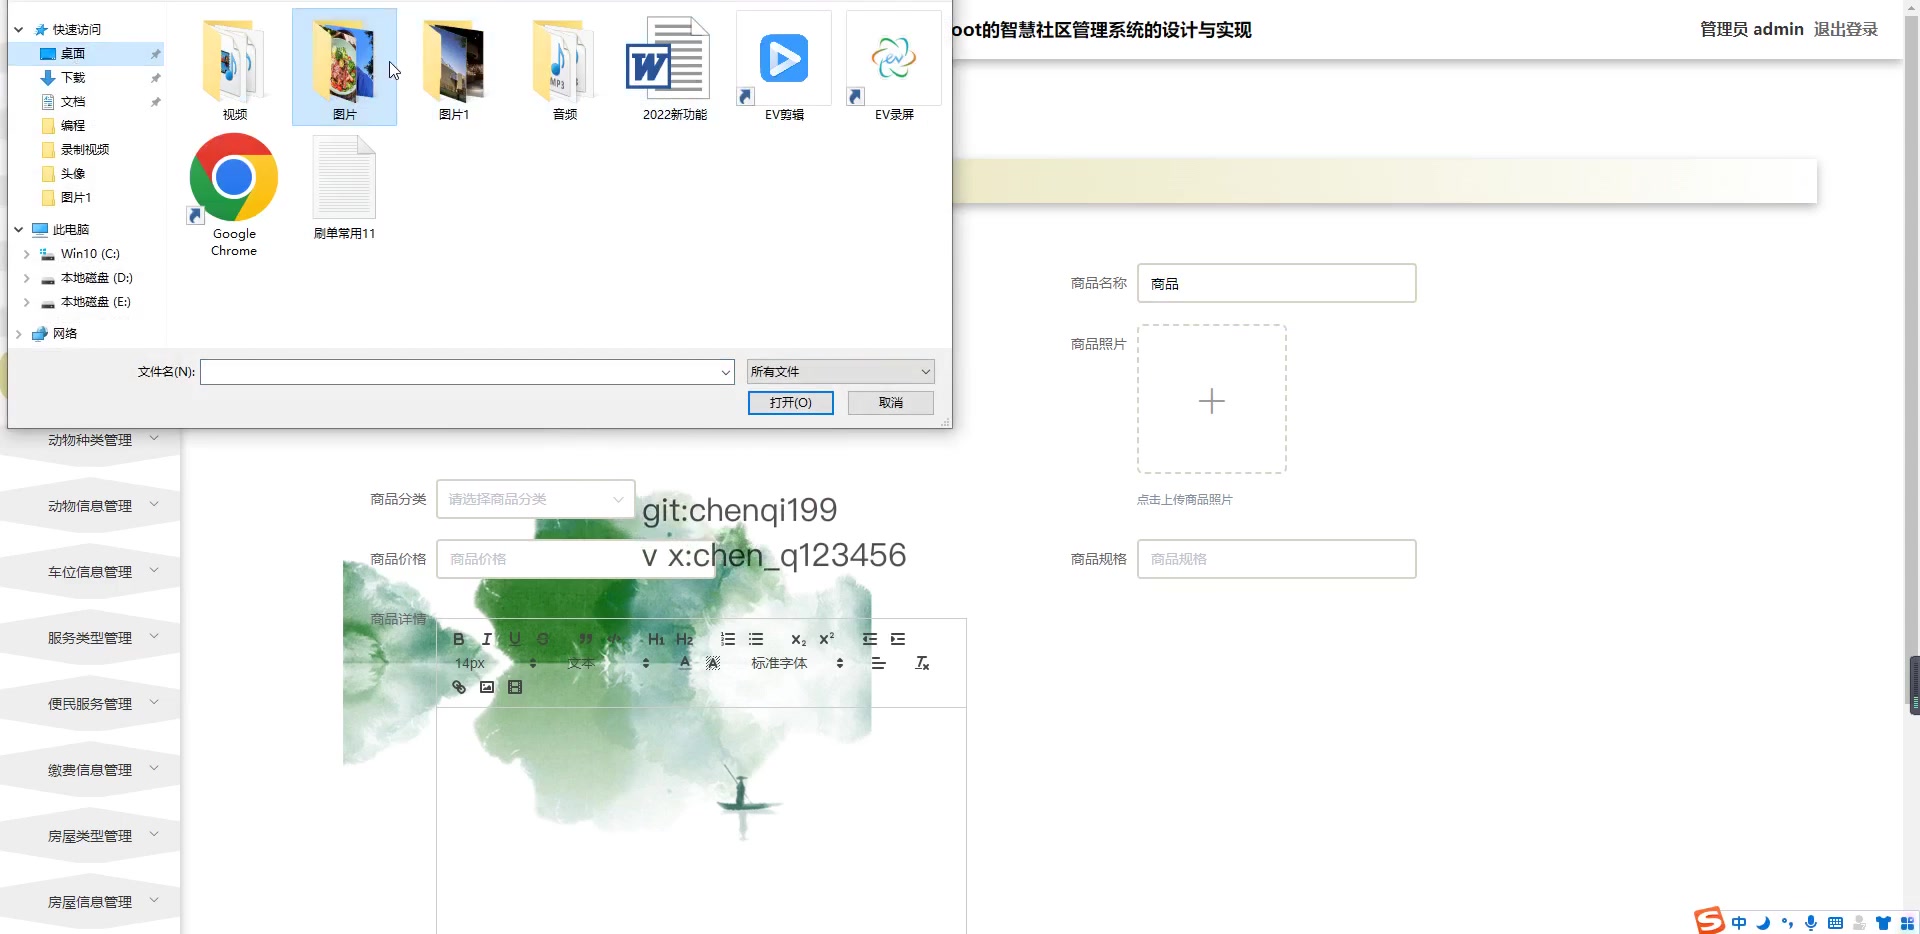 快速访问
桌面
下载
文档
编程
录制视频
头像
图片1
此电脑
Win10 (C:)
本地磁盘 (D:)
本地磁盘 (E:)
网络
视频
图片
图片1
音频
2022新功能
EV剪辑
EV录屏
Google
Chrome
刷单常用11
文件名(N):
所有文件
打开(O)
取消
oot的智慧社区管理系统的设计与实现
管理员 admin
退出登录
商品名称
商品
商品照片
点击上传商品照片
商品分类
请选择商品分类
git:chenqi199
商品价格
商品价格
v x:chen_q123456
商品规格
商品规格
商品详情
B I U S H1 H2 X2 X2
14px 文本 A A 标准字体
动物种类管理
动物信息管理
车位信息管理
服务类型管理
便民服务管理
缴费信息管理
房屋类型管理
房屋信息管理
中